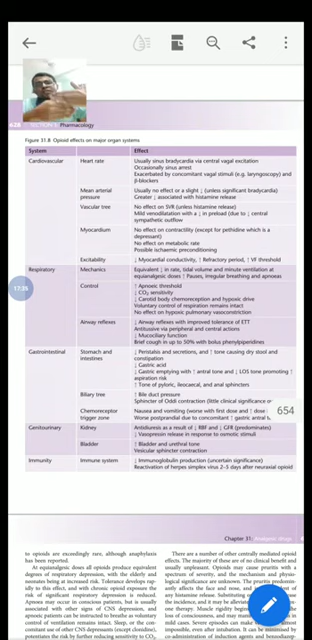 628
Pharmacology
Figure 31.8 Opioid effects on major organ systems
System Effect
Cardiovascular Heart rate Usually sinus bradycardia via central vagal excitation
Occasionally sinus arrest
Exacerbated by concomitant vagal stimuli (e.g. laryngoscopy) and
β-blockers
Mean arterial Usually no effect or a slight ↓ (unless significant bradycardia)
pressure Greater ↓ associated with histamine release
Vascular tree No effect on SVR (unless histamine release)
Mild venodilatation with a ↓ in preload (due to ↓ central
sympathetic outflow
Myocardium No effect on contractility (except for pethidine which is a
depressant)
No effect on metabolic rate
Possible ischaemic preconditioning
Excitability ↓ Myocardial conductivity, ↑ Refractory period, ↑ VF threshold
Respiratory Mechanics Equivalent ↓ in rate, tidal volume and minute ventilation at
equianalgesic doses ↑ Pauses, irregular breathing and apnoeas
17:35
Control ↑ Apnoeic threshold
↓ CO₂ sensitivity
↓ Carotid body chemoreception and hypoxic drive
Voluntary control of respiration remains intact
No effect on hypoxic pulmonary vasoconstriction
Airway reflexes ↓ Airway reflexes with improved tolerance of ETT
Antitussive via peripheral and central actions
↓ Mucociliary function
Brief cough in up to 50% with bolus phenylpiperidines
Gastrointestinal Stomach and ↓ Peristalsis and secretions, and ↑ tone causing dry stool and
intestines constipation
↓ Gastric acid
↓ Gastric emptying with ↑ antral tone and ↓ LOS tone promoting ↑
aspiration risk
↑ Tone of pyloric, ileocaecal, and anal sphincters
Biliary tree ↑ Bile duct pressure
Sphincter of Oddi contraction (little clinical significance
654
Chemoreceptor Nausea and vomiting (worse with first dose and ↑ dose
trigger zone Worse postprandial due to concomitant ↑ gastric antral
Genitourinary Kidney Antidiuresis as a result of ↓ RBF and ↓ GFR (predominates)
↓ Vasopressin release in response to osmotic stimuli
Bladder ↑ Bladder and urethral tone
Vesicular sphincter contraction
Immunity Immune system ↓ Immunoglobulin production (uncertain significance)
Reactivation of herpes simplex virus 2–5 days after neuraxial opioid
Chapter 31: Analgesic drugs
to opioids are exceedingly rare, although anaphylaxis
has been reported.
At equianalgesic doses all opioids produce equivalent
degrees of respiratory depression, with the elderly and
neonates being at increased risk. Tolerance develops rap-
idly to this effect, and with chronic opioid exposure the
risk of significant respiratory depression is reduced.
Apnoea may occur in conscious patients, but is usually
associated with other signs of CNS depression, and
apnoeic patients can be instructed to breathe as voluntary
control of ventilation remains intact. Sleep, or the con-
comitant use of other CNS depressants (except clonidine),
potentiates the risk by further reducing sensitivity to CO₂,
There are a number of other centrally mediated opioid
effects. The majority of these are of no clinical benefit and
usually unpleasant. Opioids may cause pruritis with a
spectrum of severity, and the mechanism and physio-
logical significance are unknown. The pruritis predomin-
antly affects the face and nose, and
any histamine release. Substituting
the incidence, and it may be alleviated
one therapy. Muscle rigidity
loss of consciousness, and may
impossible, even after intubation. It can be minimised by
co-administration of induction agents and benzodiazepines